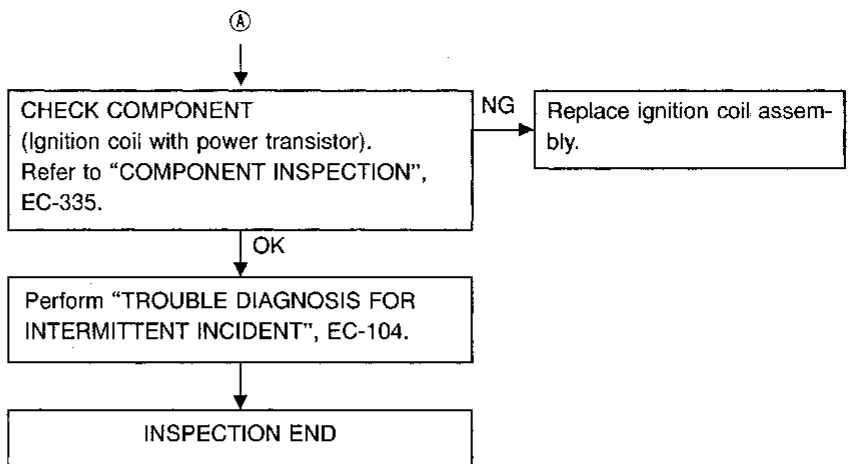 Ⓐ
CHECK COMPONENT
(Ignition coil with power transistor).
Refer to “COMPONENT INSPECTION”,
EC-335.
NG
Replace ignition coil assem-
bly.
OK
Perform “TROUBLE DIAGNOSIS FOR
INTERMITTENT INCIDENT”, EC-104.
INSPECTION END